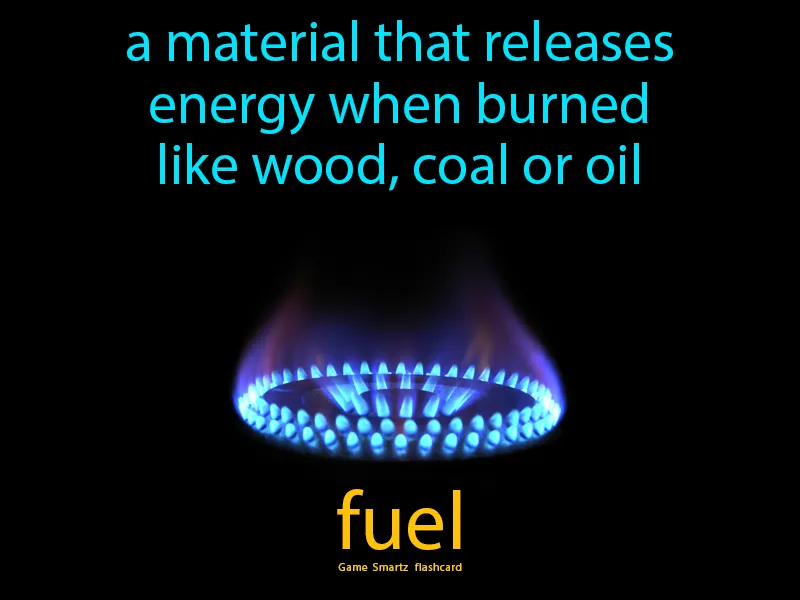 a material that releases
energy when burned
like wood, coal or oil
fuel
Game Smartz flashcard